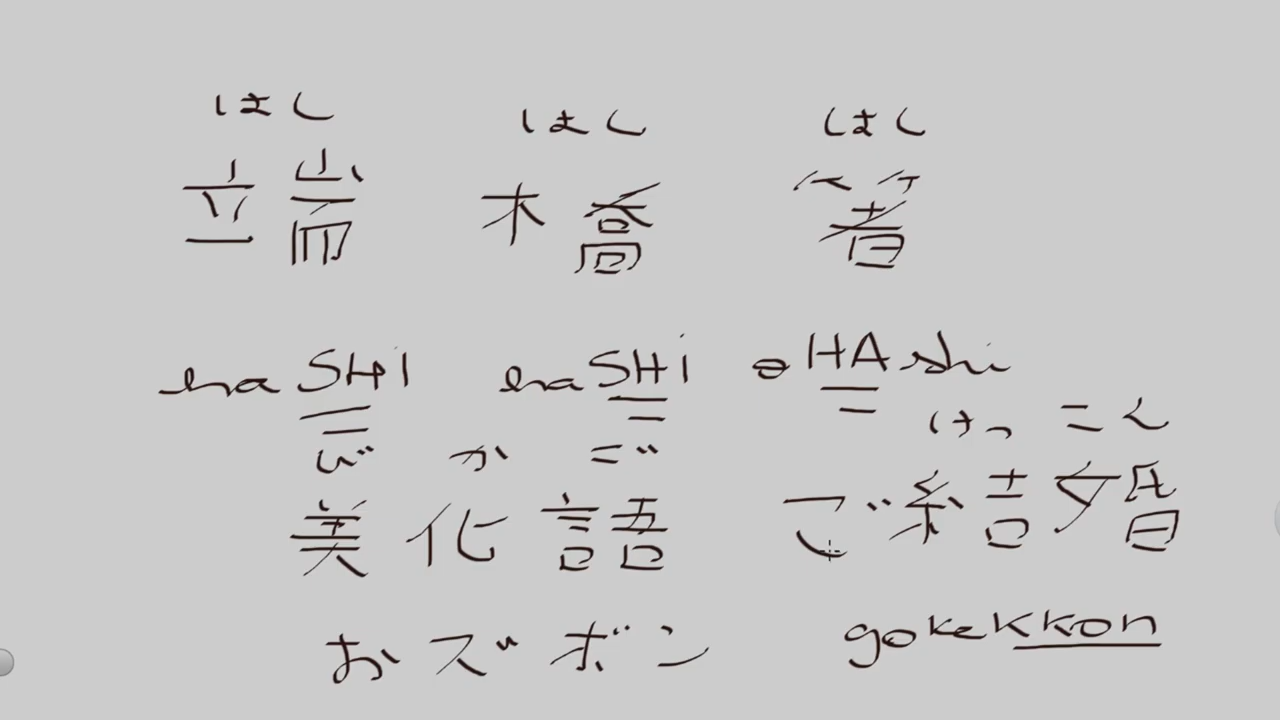 はし はし はし
端 橋 箸
haSHI haSHi oHAshi
けっこん
びかご
美化語 ご結婚
おズボン gokekkon